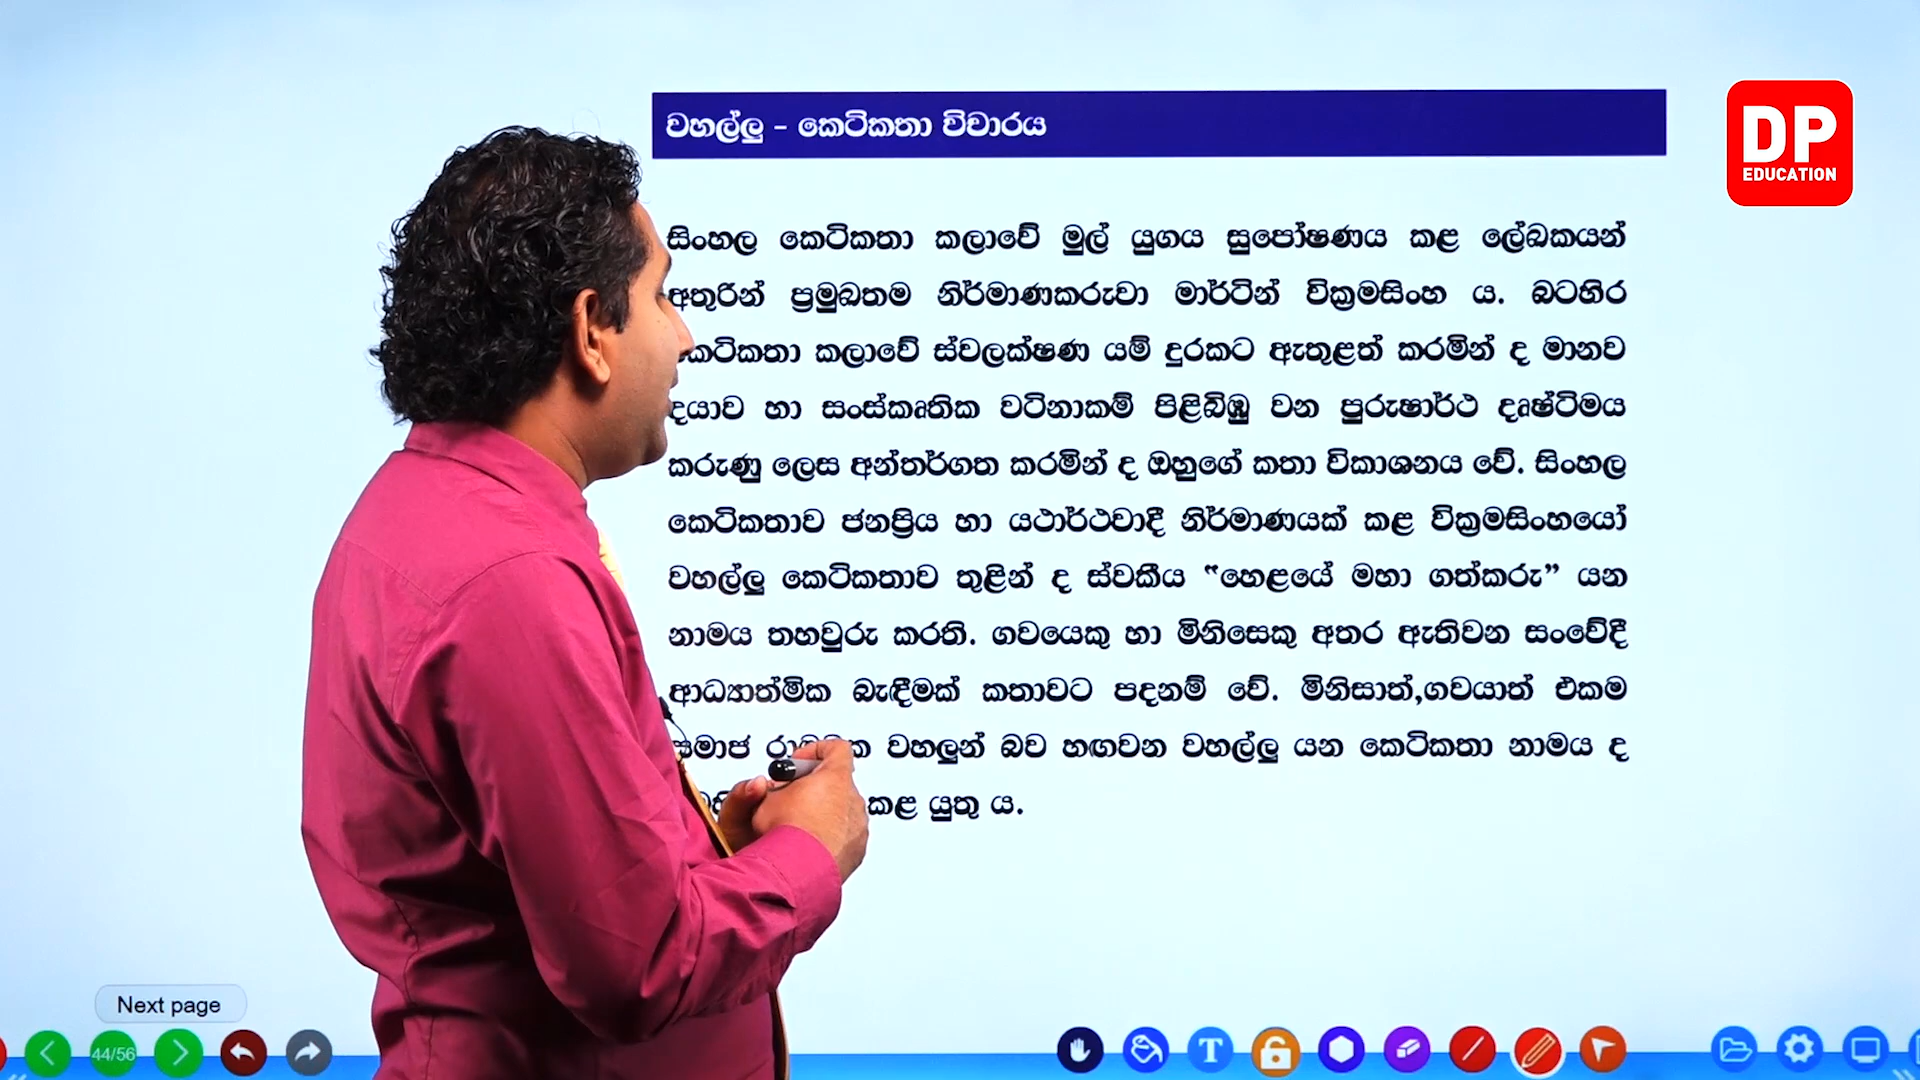 වහල්ලු - කෙටිකතා විචාරය
DP
EDUCATION
සිංහල කෙටිකතා කලාවේ මුල් යුගය සුපෝෂණය කළ ලේඛකයන්
අතුරින් ප්‍රමුඛතම නිර්මාණකරුවා මාර්ටින් වික්‍රමසිංහ ය. බටහිර
කෙටිකතා කලාවේ ස්වලක්ෂණ යම් දුරකට ඇතුළත් කරමින් ද මානව
දයාව හා සංස්කෘතික වටිනාකම් පිළිබිඹු වන පුරුෂාර්ථ දෘෂ්ටිමය
කරුණු ලෙස අන්තර්ගත කරමින් ද ඔහුගේ කතා විකාශනය වේ. සිංහල
කෙටිකතාව ජනප්‍රිය හා යථාර්ථවාදී නිර්මාණයක් කළ වික්‍රමසිංහයෝ
වහල්ලු කෙටිකතාව තුළින් ද ස්වකීය “හෙළයේ මහා ගත්කරු” යන
නාමය තහවුරු කරති. ගවයෙකු හා මිනිසෙකු අතර ඇතිවන සංවේදී
ආධ්‍යාත්මික බැඳීමක් කතාවට පදනම් වේ. මිනිසාත්,ගවයාත් එකම
සමාජ වහලුන් බව හඟවන වහල්ලු යන කෙටිකතා නාමය ද
කළ යුතු ය.
Next page
44/56
T